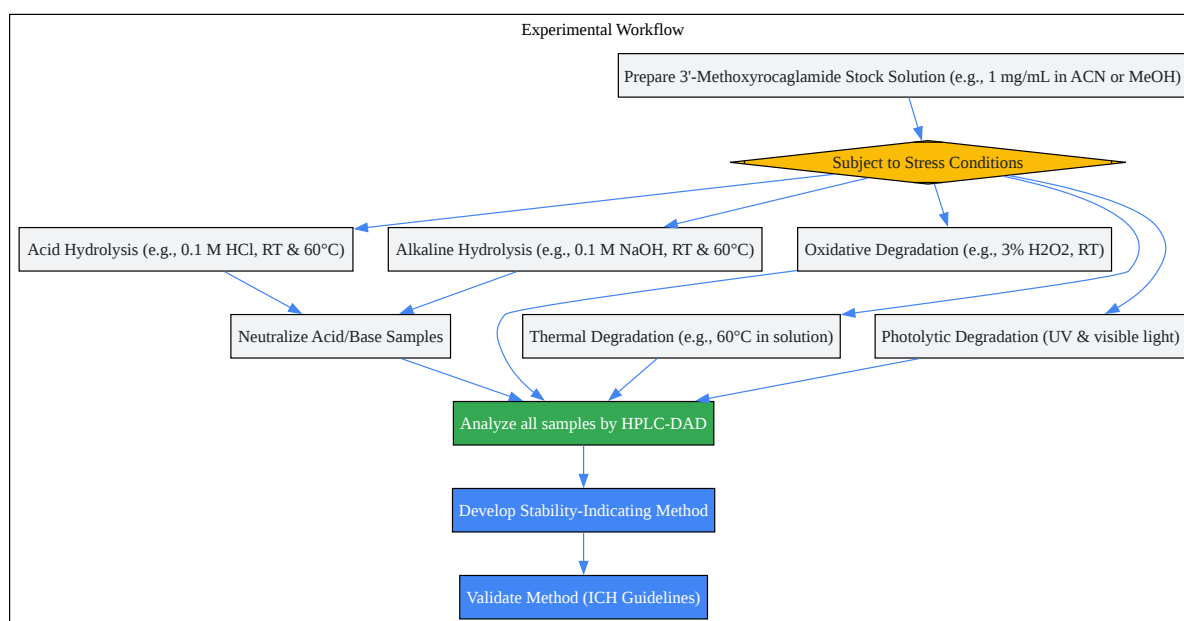 Experimental Workflow
Prepare 3'-Methoxyrocaglamide Stock Solution (e.g., 1 mg/mL in ACN or MeOH)
Subject to Stress Conditions
Acid Hydrolysis (e.g., 0.1 M HCl, RT & 60°C)
Alkaline Hydrolysis (e.g., 0.1 M NaOH, RT & 60°C)
Oxidative Degradation (e.g., 3% H2O2, RT)
Neutralize Acid/Base Samples
Thermal Degradation (e.g., 60°C in solution)
Photolytic Degradation (UV & visible light)
Analyze all samples by HPLC-DAD
Develop Stability-Indicating Method
Validate Method (ICH Guidelines)